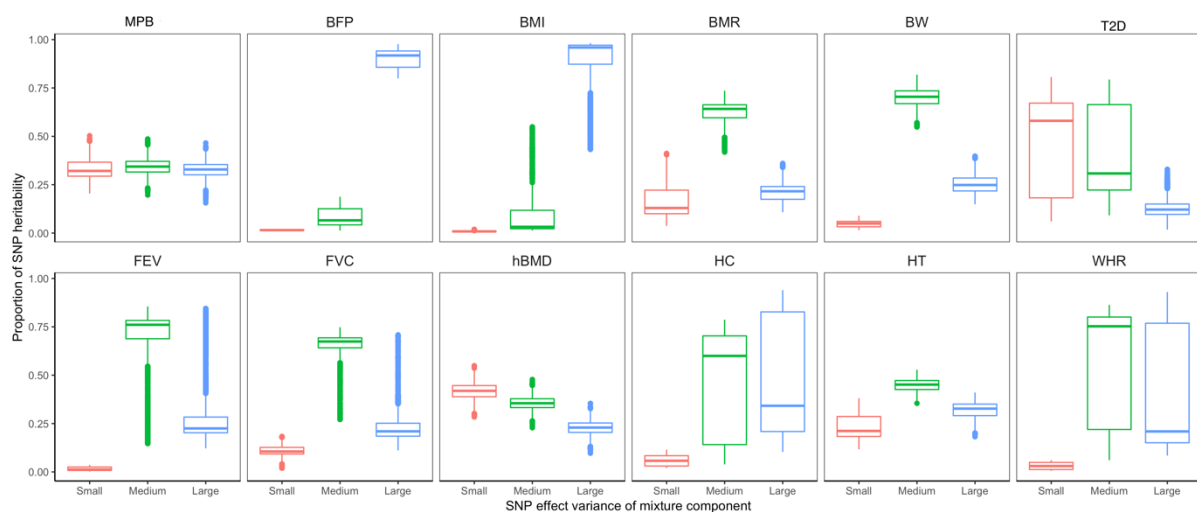 MPB BFP BMI BMR BW T2D
1.00
0.75
0.50
0.25
0.00
FEV FVC hBMD HC HT WHR
1.00
0.75
0.50
0.25
0.00
Proportion of SNP heritability
Small Medium Large Small Medium Large Small Medium Large Small Medium Large Small Medium Large Small Medium Large
SNP effect variance of mixture component